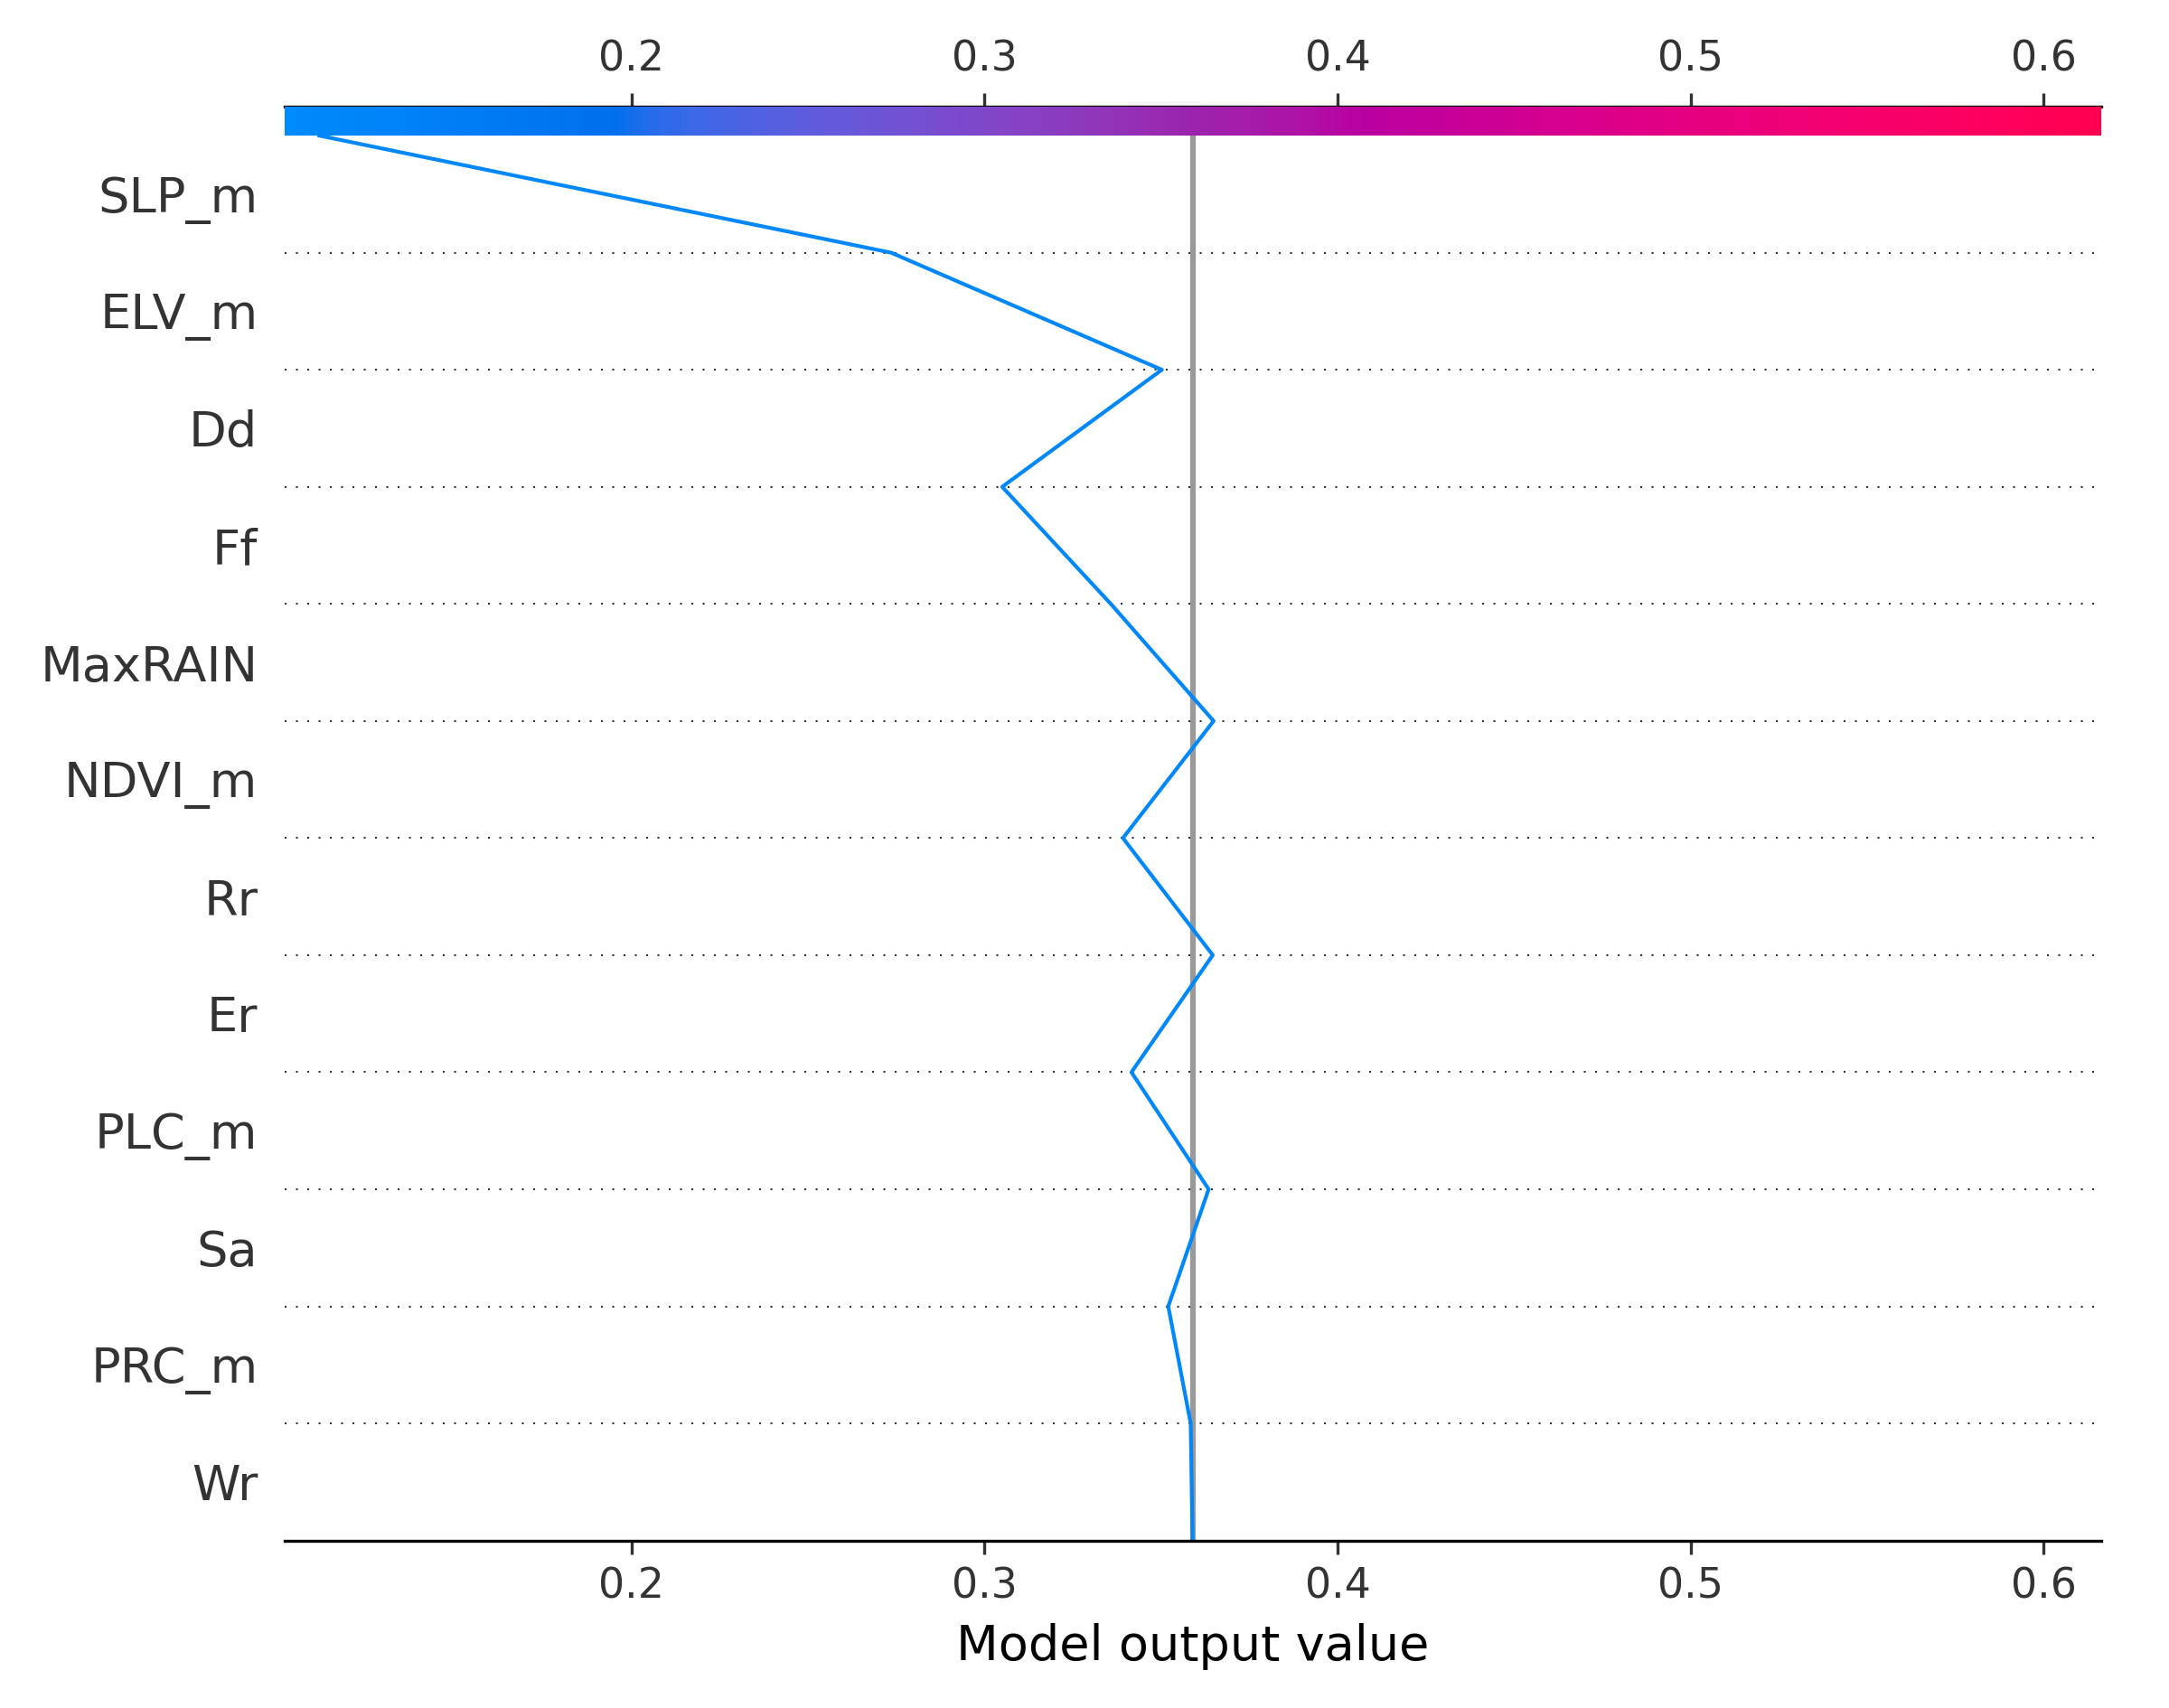 0.2 0.3 0.4 0.5 0.6
SLP_m
ELV_m
Dd
Ff
MaxRAIN
NDVI_m
Rr
Er
PLC_m
Sa
PRC_m
Wr
0.2 0.3 0.4 0.5 0.6
Model output value